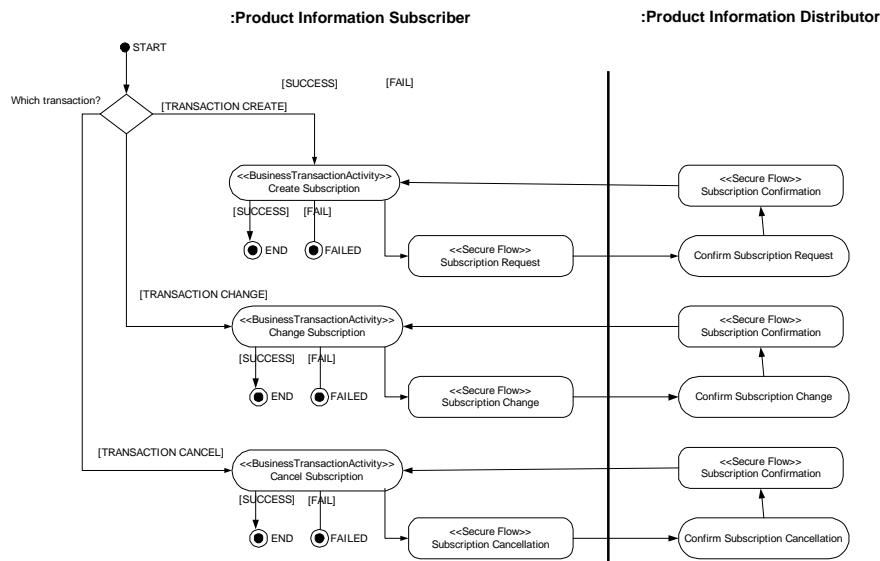 :Product Information Subscriber
:Product Information Distributor
START
[SUCCESS]
[FAIL]
Which transaction?
[TRANSACTION CREATE]
<<BusinessTransactionActivity>>
Create Subscription
<<Secure Flow>>
Subscription Confirmation
[SUCCESS]
[FAIL]
END
FAILED
<<Secure Flow>>
Subscription Request
Confirm Subscription Request
[TRANSACTION CHANGE]
<<BusinessTransactionActivity>>
Change Subscription
<<Secure Flow>>
Subscription Confirmation
[SUCCESS]
[FAIL]
END
FAILED
<<Secure Flow>>
Subscription Change
Confirm Subscription Change
[TRANSACTION CANCEL]
<<BusinessTransactionActivity>>
Cancel Subscription
<<Secure Flow>>
Subscription Confirmation
[SUCCESS]
[FAIL]
END
FAILED
<<Secure Flow>>
Subscription Cancellation
Confirm Subscription Cancellation